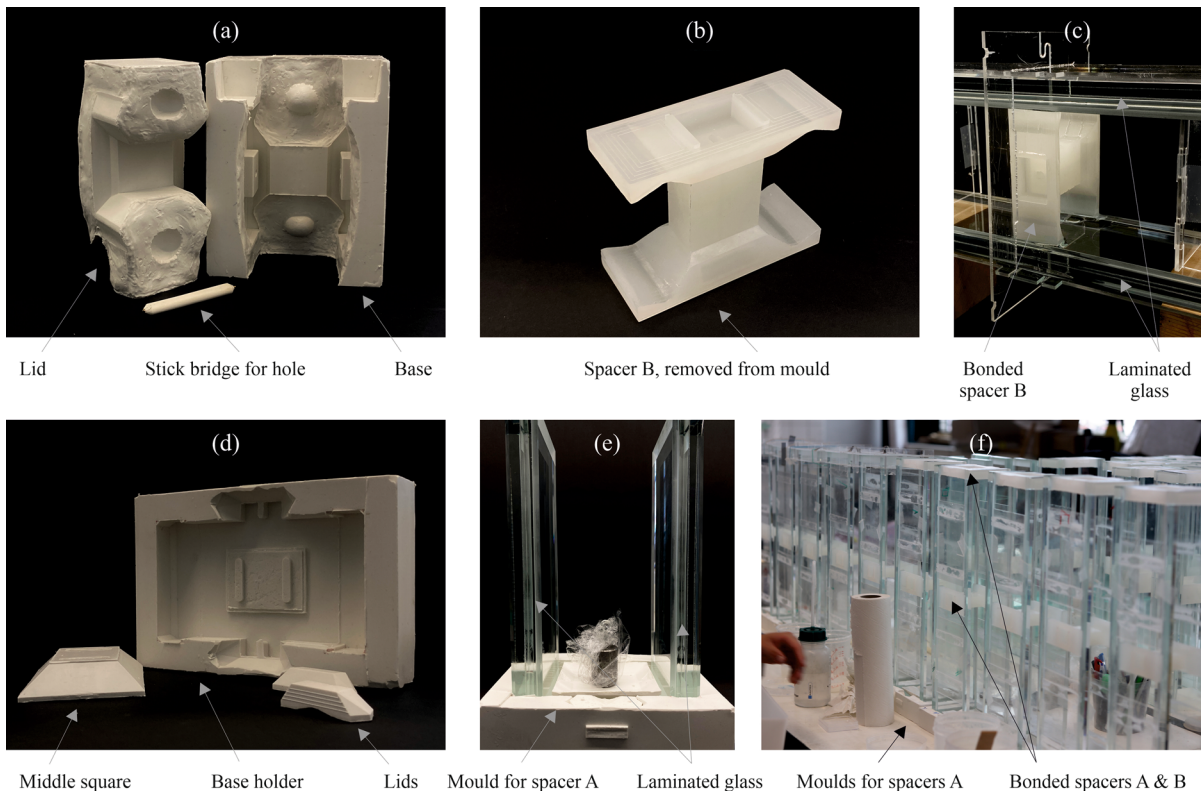 (a)
(b)
(c)
Lid
Stick bridge for hole
Base
Spacer B, removed from mould
Bonded
spacer B
Laminated
glass
(d)
(e)
(f)
Middle square
Base holder
Lids
Mould for spacer A
Laminated glass
Moulds for spacers A
Bonded spacers A & B